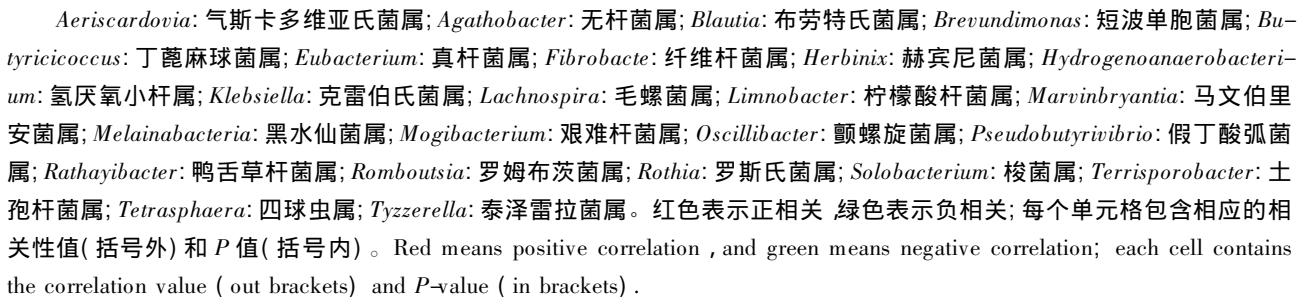 Aeriscardovia: 气斯卡多维亚氏菌属; Agathobacter: 无杆菌属; Blautia: 布劳特氏菌属; Brevundimonas: 短波单胞菌属; Bu-
tyricicoccus: 丁蓖麻球菌属; Eubacterium: 真杆菌属; Fibrobacte: 纤维杆菌属; Herbinix: 赫宾尼菌属; Hydrogenoanaerobacteri-
um: 氢厌氧小杆属; Klebsiella: 克雷伯氏菌属; Lachnospira: 毛螺菌属; Limnobacter: 柠檬酸杆菌属; Marvinbryantia: 马文伯里
安菌属; Melainabacteria: 黑水仙菌属; Mogibacterium: 艰难杆菌属; Oscillibacter: 颤螺旋菌属; Pseudobutyrivibrio: 假丁酸弧菌
属; Rathayibacter: 鸭舌草杆菌属; Romboutsia: 罗姆布茨菌属; Rothia: 罗斯氏菌属; Solobacterium: 梭菌属; Terrisporobacter: 土
孢杆菌属; Tetrasphaera: 四球虫属; Tyzzerella: 泰泽雷拉菌属。红色表示正相关,绿色表示负相关; 每个单元格包含相应的相
关性值( 括号外) 和 P 值( 括号内) 。Red means positive correlation , and green means negative correlation; each cell contains
the correlation value ( out brackets) and P-value ( in brackets) .